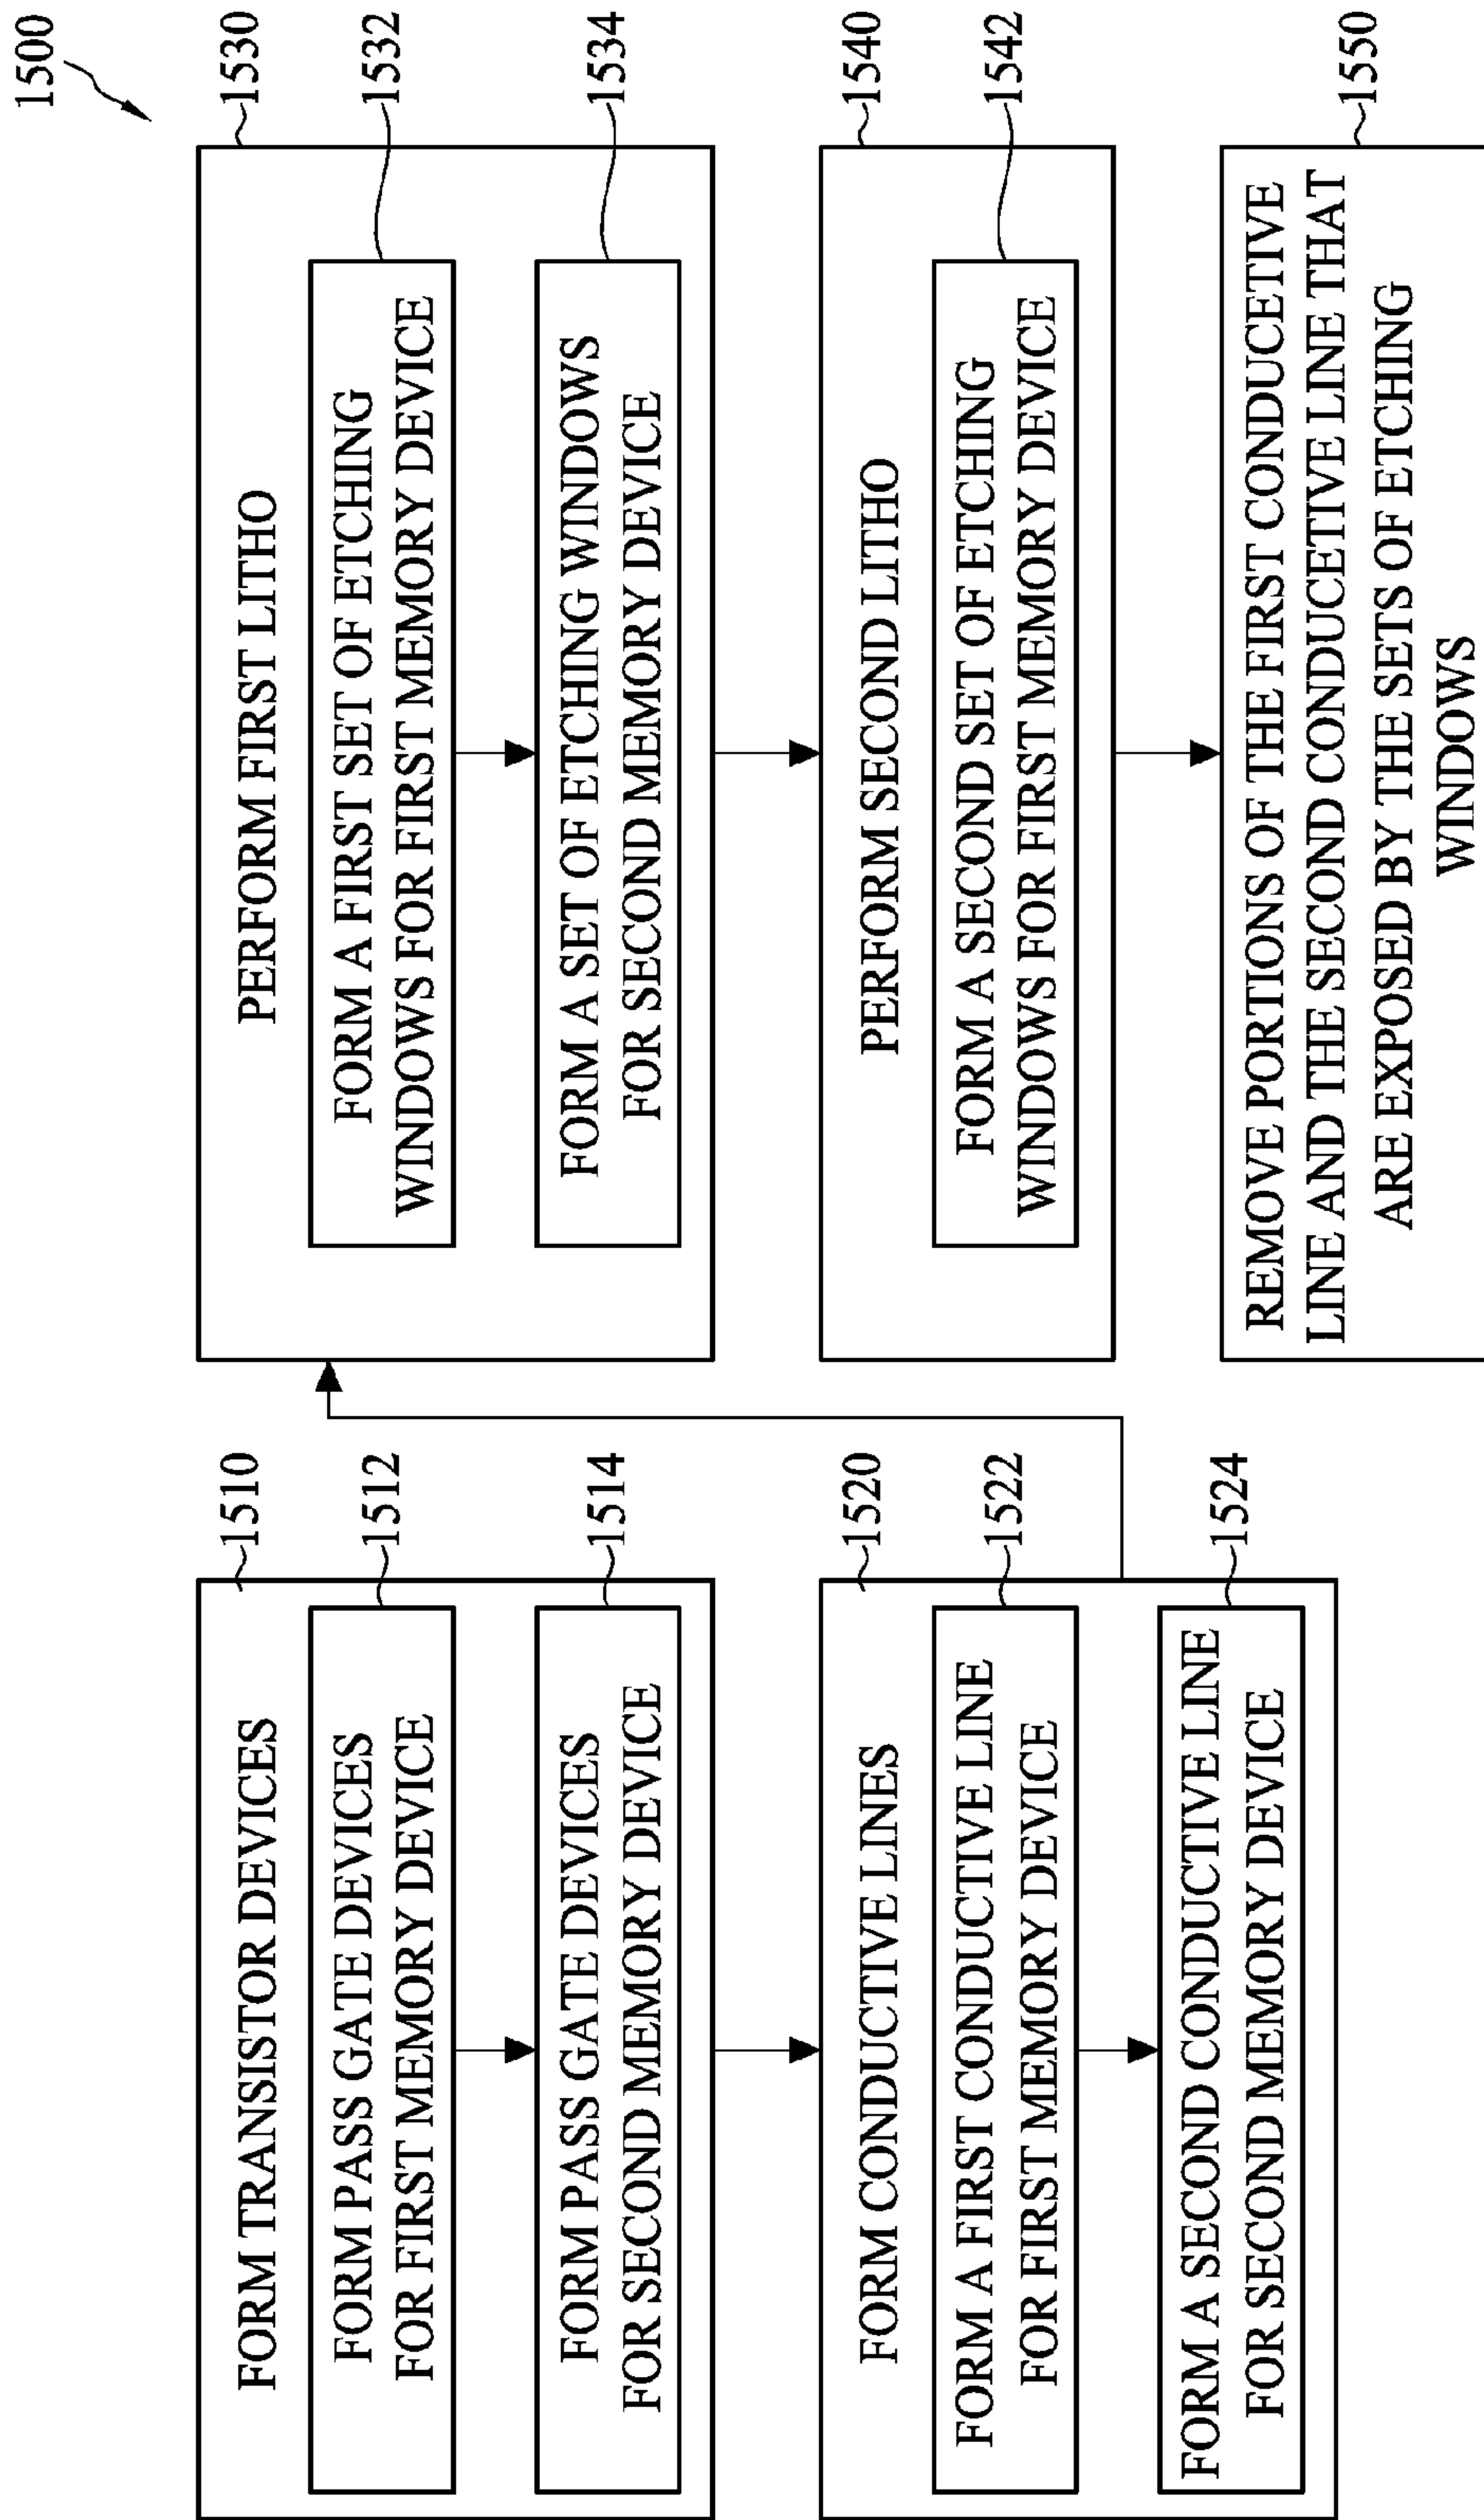 1500
1510
FORM TRANSISTOR DEVICES
1512
FORM PASS GATE DEVICES
FOR FIRST MEMORY DEVICE
1514
FORM PASS GATE DEVICES
FOR SECOND MEMORY DEVICE
1520
FORM CONDUCTIVE LINES
1522
FORM A FIRST CONDUCTIVE LINE
FOR FIRST MEMORY DEVICE
1524
FORM A SECOND CONDUCTIVE LINE
FOR SECOND MEMORY DEVICE
1530
PERFORM FIRST LITHO
1532
FORM A FIRST SET OF ETCHING
WINDOWS FOR FIRST MEMORY DEVICE
1534
FORM A SET OF ETCHING WINDOWS
FOR SECOND MEMORY DEVICE
1540
PERFORM SECOND LITHO
1542
FORM A SECOND SET OF ETCHING
WINDOWS FOR FIRST MEMORY DEVICE
1550
REMOVE PORTIONS OF THE FIRST CONDUCETIVE
LINE AND THE SECOND CONDUCETIVE LINE THAT
ARE EXPOSED BY THE SETS OF ETCHING
WINDOWS